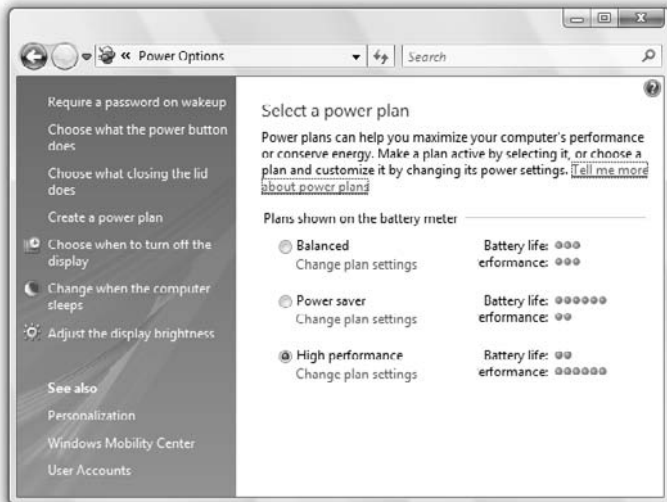 « Power Options
Search
Require a password on wakeup
Choose what the power button
does
Choose what closing the lid
does
Create a power plan
Choose when to turn off the
display
Change when the computer
sleeps
Adjust the display brightness
See also
Personalization
Windows Mobility Center
User Accounts
Select a power plan
Power plans can help you maximize your computer's performance
or conserve energy. Make a plan active by selecting it, or choose a
plan and customize it by changing its power settings. Tell me more
about power plans
Plans shown on the battery meter
Balanced Battery life:
Change plan settings erformance:
Power saver Battery life:
Change plan settings erformance:
High performance Battery life:
Change plan settings erformance: